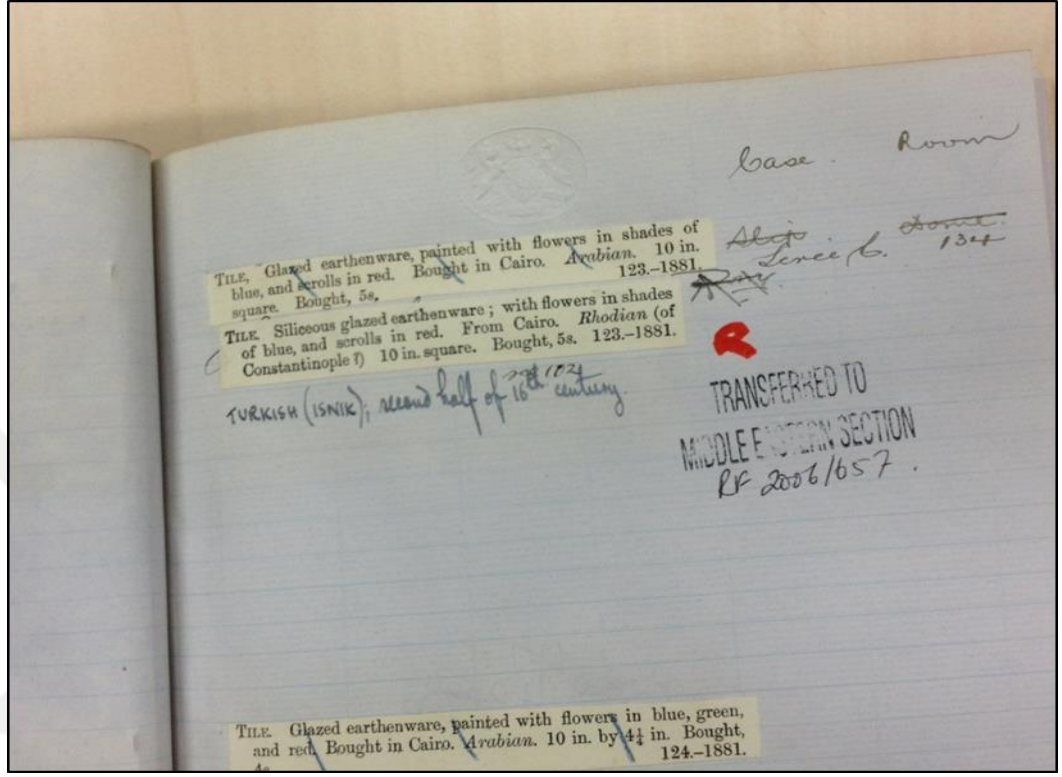 Case. Room
TILE, Glazed earthenware, painted with flowers in shades of
blue, and scrolls in red. Bought in Cairo. Arabian. 10 in.
square. Bought, 5s. 123.–1881.
134
TILE. Siliceous glazed earthenware; with flowers in shades
of blue, and scrolls in red. From Cairo. Rhodian (of
Constantinople?) 10 in. square. Bought, 5s. 123.–1881.
TURKISH (ISNIK); second half of 16th century.
TRANSFERRED TO
MIDDLE EASTERN SECTION
RF 2006/657.
TILE. Glazed earthenware, painted with flowers in blue, green,
and red. Bought in Cairo. Arabian. 10 in. by 4¼ in. Bought,
124.–1881.